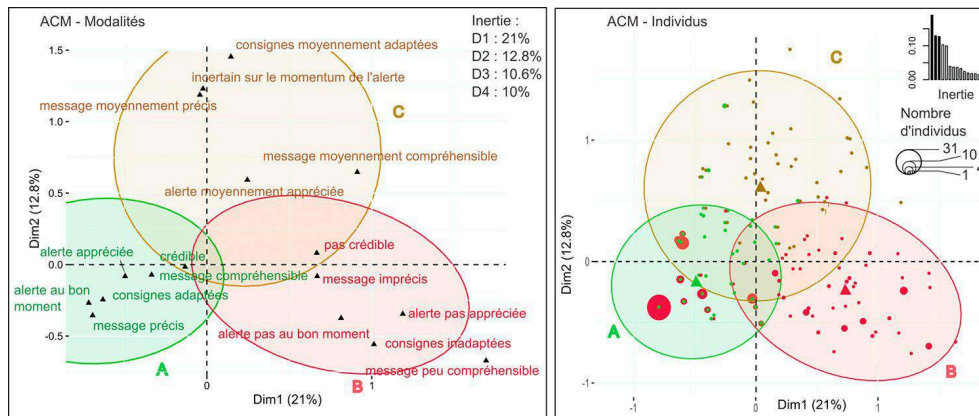 ACM - Modalités
Inertie :
D1 : 21%
D2 : 12.8%
D3 : 10.6%
D4 : 10%
1.5
consignes moyennement adaptées
incertain sur le momentum de l'alerte
message moyennement précis
1.0
C
message moyennement compréhensible
alerte moyennement appréciée
0.5
Dim2 (12.8%)
alerte appréciée
crédible
pas crédible
0.0
message compréhensible
message imprécis
alerte au bon
moment
consignes adaptées
message précis
alerte pas appréciée
alerte pas au bon moment
-0.5
consignes inadaptées
message peu compréhensible
A
B
0
1
Dim1 (21%)
ACM - Individus
C
0.10
0.00
Inertie
Nombre
d'individus
31
10
4
1
1
Dim2 (12.8%)
0
A
B
-1
-1
0
1
Dim1 (21%)